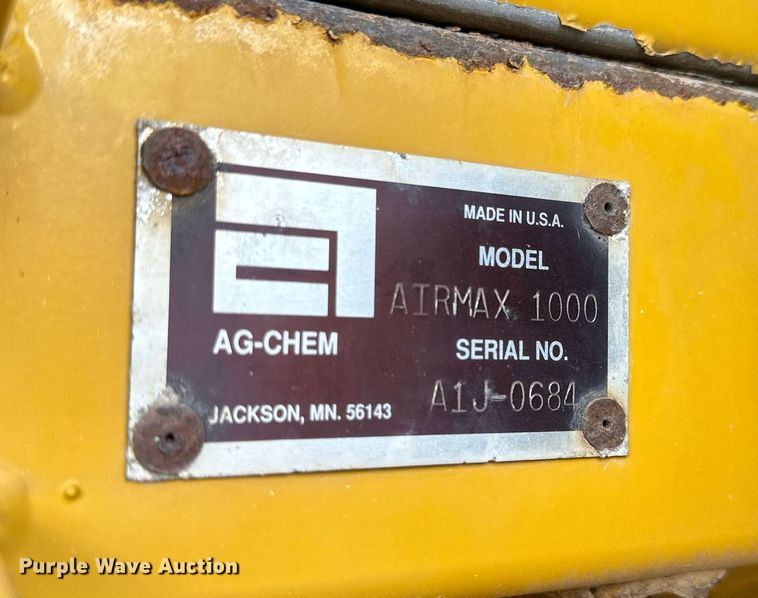 MADE IN U.S.A.
MODEL
AIRMAX 1000
AG-CHEM
SERIAL NO.
A1J-0684
JACKSON, MN. 56143
Purple Wave Auction